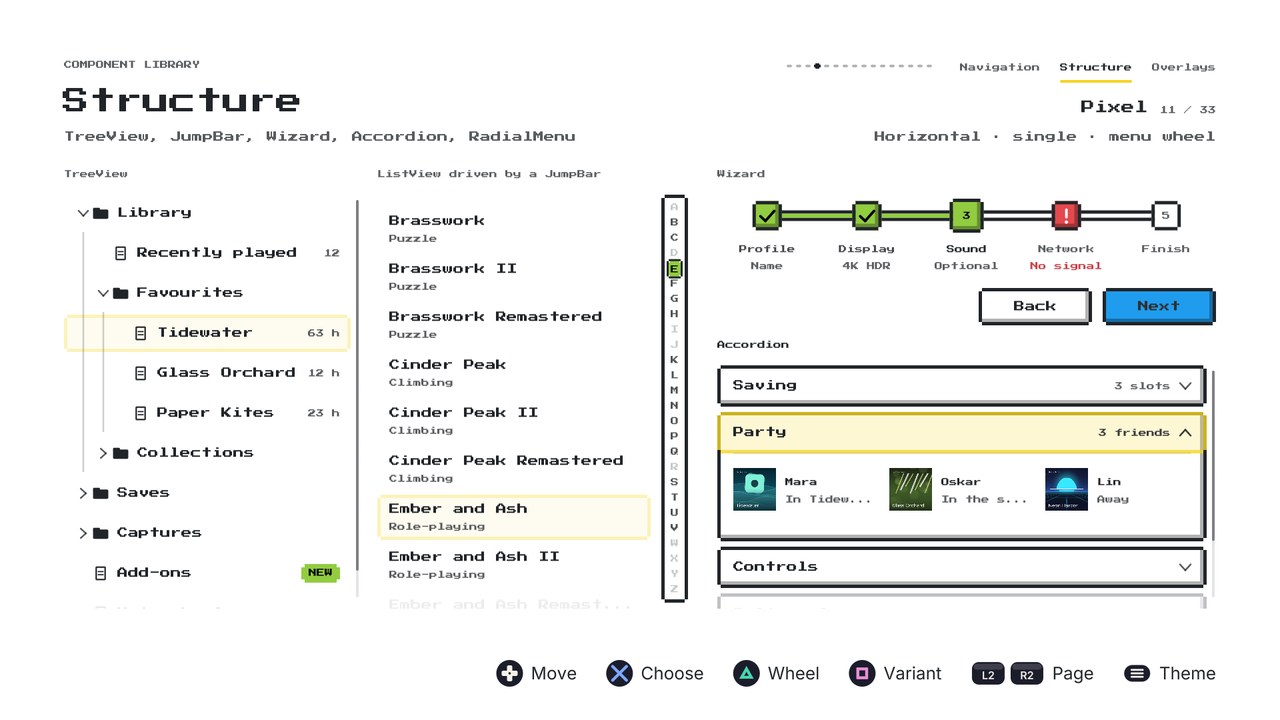 COMPONENT LIBRARY
Structure
TreeView, JumpBar, Wizard, Accordion, RadialMenu
Navigation
Structure
Overlays
Pixel 11 / 33
Horizontal · single · menu wheel
TreeView
Library
Recently played 12
Favourites
Tidewater 63 h
Glass Orchard 12 h
Paper Kites 23 h
Collections
Saves
Captures
Add-ons NEW
ListView driven by a JumpBar
Brasswork
Puzzle
Brasswork II
Puzzle
Brasswork Remastered
Puzzle
Cinder Peak
Climbing
Cinder Peak II
Climbing
Cinder Peak Remastered
Climbing
Ember and Ash
Role-playing
Ember and Ash II
Role-playing
Ember and Ash Remast...
A
B
C
D
E
F
G
H
I
J
K
L
M
N
O
P
Q
R
S
T
U
V
W
X
Y
Z
Wizard
3
!
5
Profile
Display
Sound
Network
Finish
Name
4K HDR
Optional
No signal
Back
Next
Accordion
Saving 3 slots
Party 3 friends
Mara
In Tidew...
Oskar
In the s...
Lin
Away
Controls
Move
Choose
Wheel
Variant
L2 R2 Page
Theme